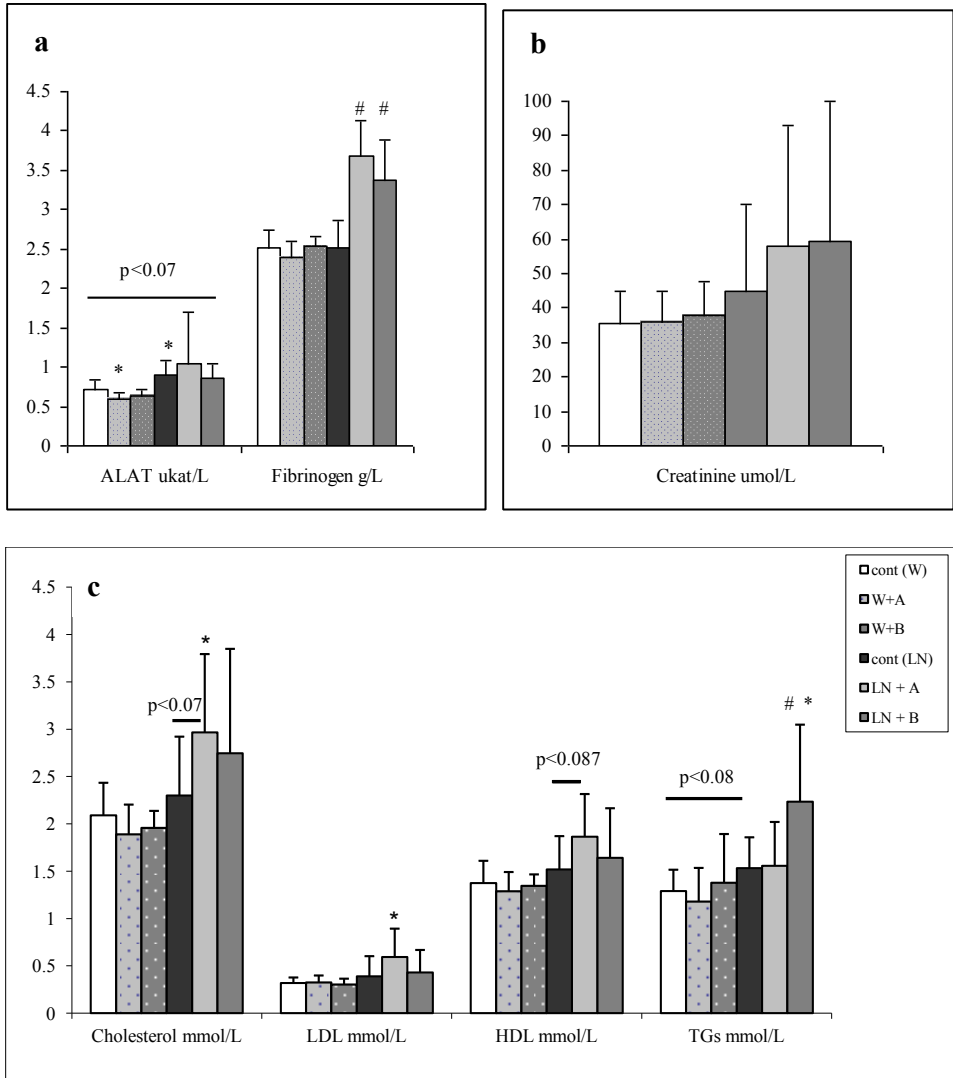 a
4.5
4
3.5
3
2.5
2
1.5
1
0.5
0
p<0.07
*
*
#
#
ALAT ukat/L
Fibrinogen g/L
b
100
90
80
70
60
50
40
30
20
10
0
Creatinine umol/L
c
4.5
4
3.5
3
2.5
2
1.5
1
0.5
0
p<0.07
*
*
p<0.087
p<0.08
# *
Cholesterol mmol/L
LDL mmol/L
HDL mmol/L
TGs mmol/L
cont (W)
W+A
W+B
cont (LN)
LN + A
LN + B